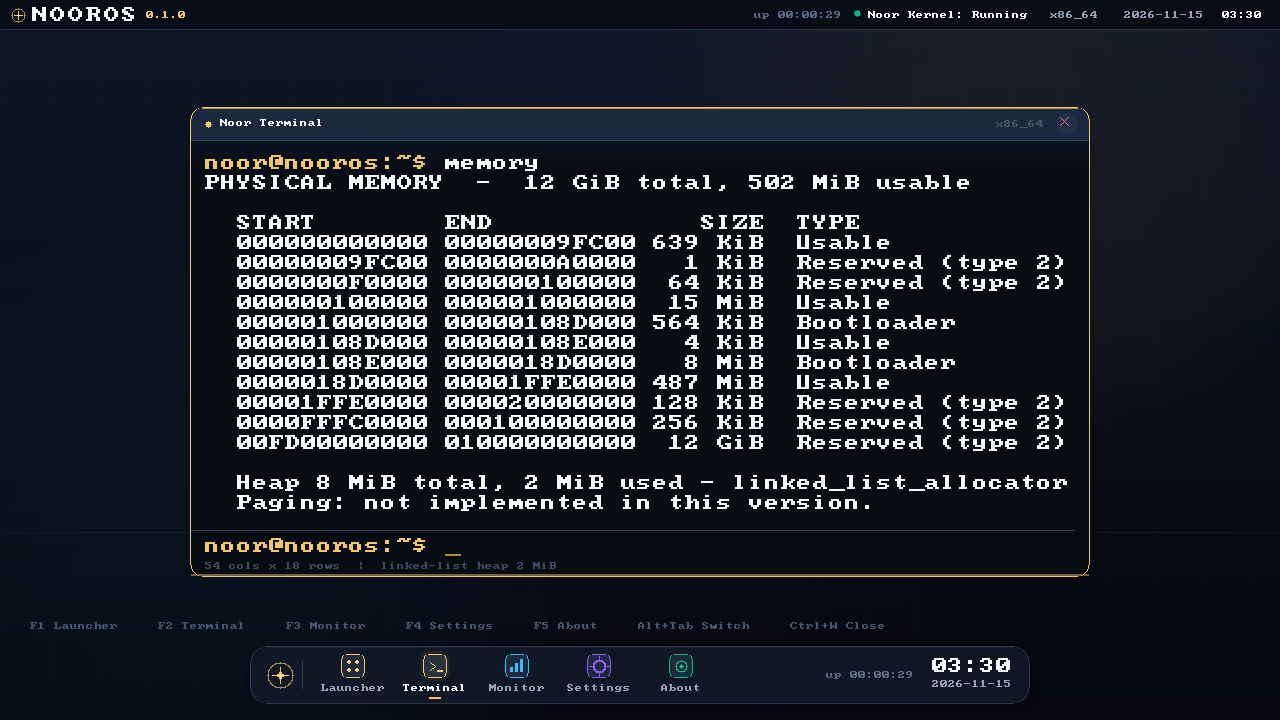 NOOROS 0.1.0 up 00:00:29 Noor Kernel: Running x86_64 2026-11-15 03:30
Noor Terminal x86_64
noor@nooros:~$ memory
PHYSICAL MEMORY - 12 GiB total, 502 MiB usable
START END SIZE TYPE
000000000000 00000009FC00 639 KiB Usable
00000009FC00 0000000A0000 1 KiB Reserved (type 2)
0000000F0000 000000100000 64 KiB Reserved (type 2)
000000100000 000001000000 15 MiB Usable
000001000000 00000108D000 564 KiB Bootloader
00000108D000 00000108E000 4 KiB Usable
00000108E000 0000018D0000 8 MiB Bootloader
0000018D0000 00001FFE0000 487 MiB Usable
00001FFE0000 000020000000 128 KiB Reserved (type 2)
0000FFFC0000 000100000000 256 KiB Reserved (type 2)
00FD00000000 010000000000 12 GiB Reserved (type 2)
Heap 8 MiB total, 2 MiB used - linked_list_allocator
Paging: not implemented in this version.
noor@nooros:~$ _
54 cols x 18 rows ¦ linked-list heap 2 MiB
F1 Launcher F2 Terminal F3 Monitor F4 Settings F5 About Alt+Tab Switch Ctrl+W Close
Launcher Terminal Monitor Settings About up 00:00:29 03:30
2026-11-15